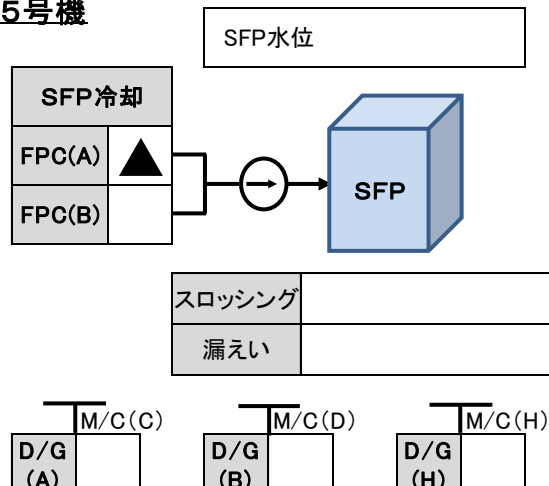 5号機
SFP水位
SFP冷却
FPC(A) ▲
FPC(B)
SFP
スロッシング
漏えい
M/C(C) M/C(D) M/C(H)
D/G D/G D/G
(A) (B) (H)